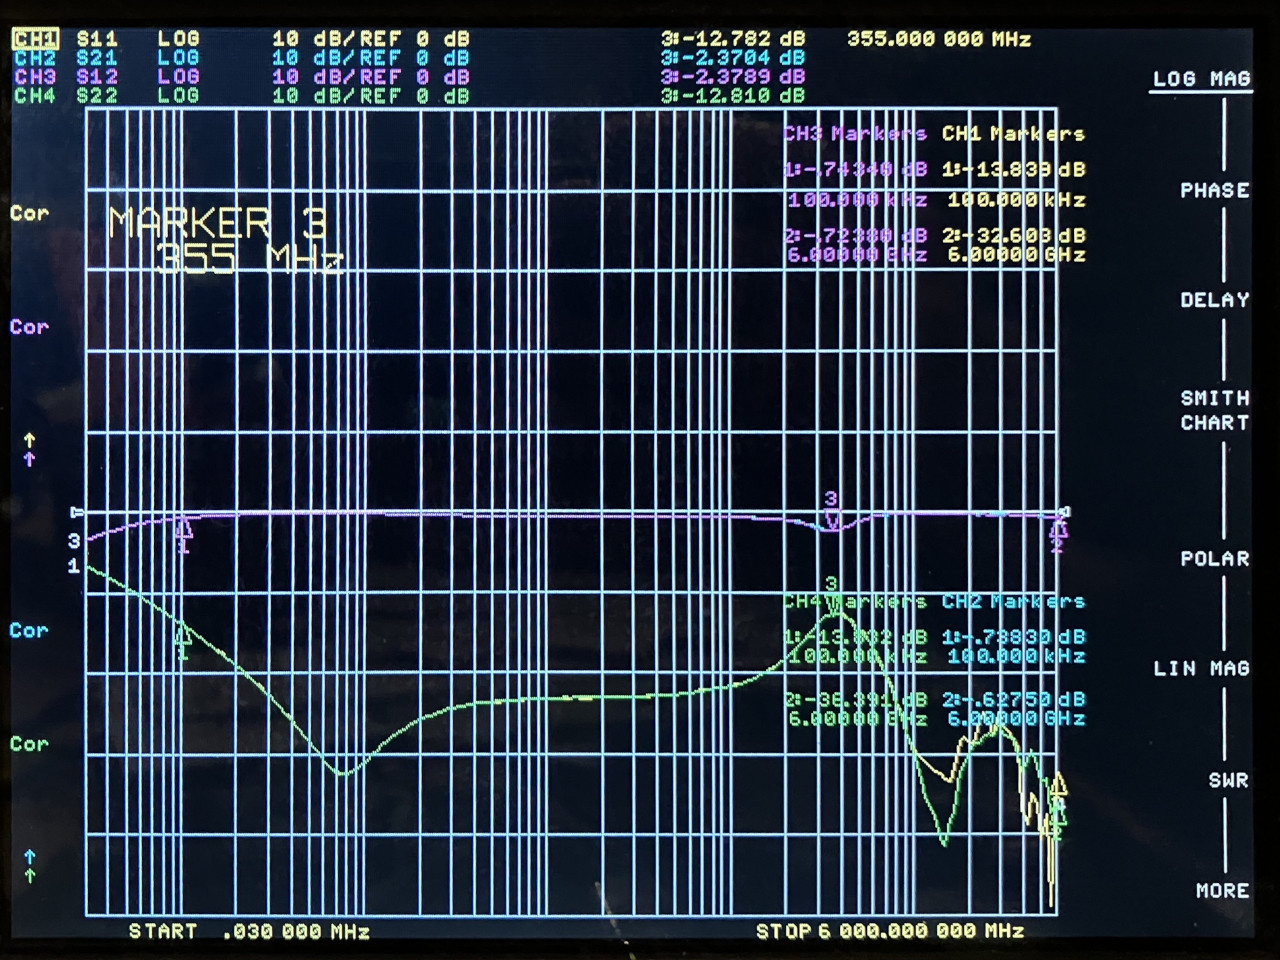 CH1 S11 LOG 10 dB/REF 0 dB 3:-12.782 dB 355.000 000 MHz
CH2 S21 LOG 10 dB/REF 0 dB 3:-2.3704 dB
CH3 S12 LOG 10 dB/REF 0 dB 3:-2.3789 dB
CH4 S22 LOG 10 dB/REF 0 dB 3:-12.810 dB
LOG MAG
CH3 Markers CH1 Markers
1:-.74340 dB 1:-13.839 dB
100.000 kHz 100.000 kHz
PHASE
Cor
MARKER 3
355 MHz
2:-.72380 dB 2:-32.603 dB
6.00000 GHz 6.00000 GHz
DELAY
Cor
SMITH
CHART
3
3
1
1
2
POLAR
3
CH4 Markers CH2 Markers
Cor
1:-.78830 dB
100.000 kHz 100.000 kHz
1
LIN MAG
2:-36.391 dB 2:-.62750 dB
6.00000 GHz 6.00000 GHz
Cor
SWR
2
MORE
START .030 000 MHz STOP 6 000.000 000 MHz